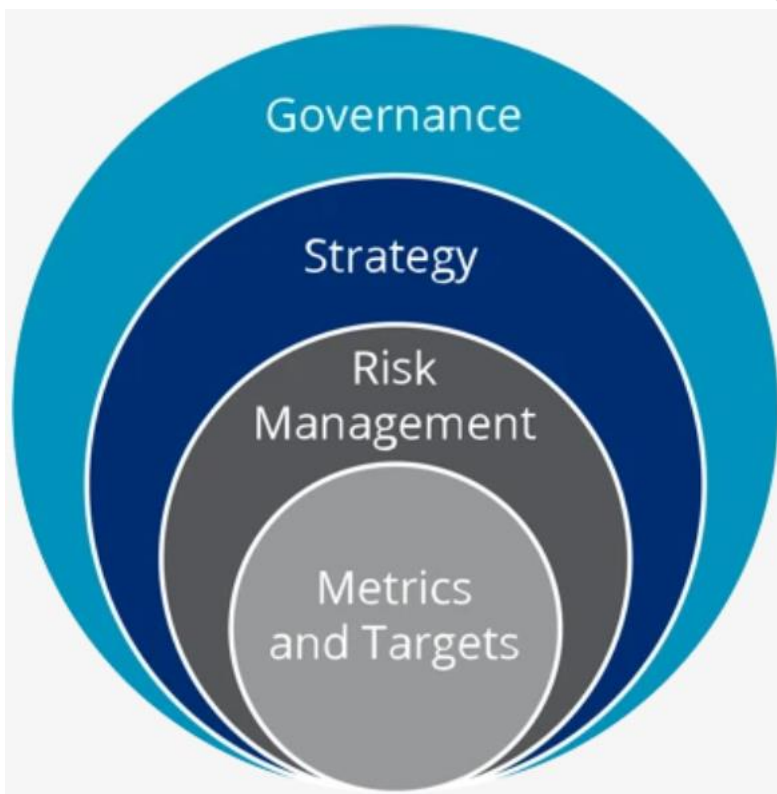 Governance
Strategy
Risk
Management
Metrics
and Targets